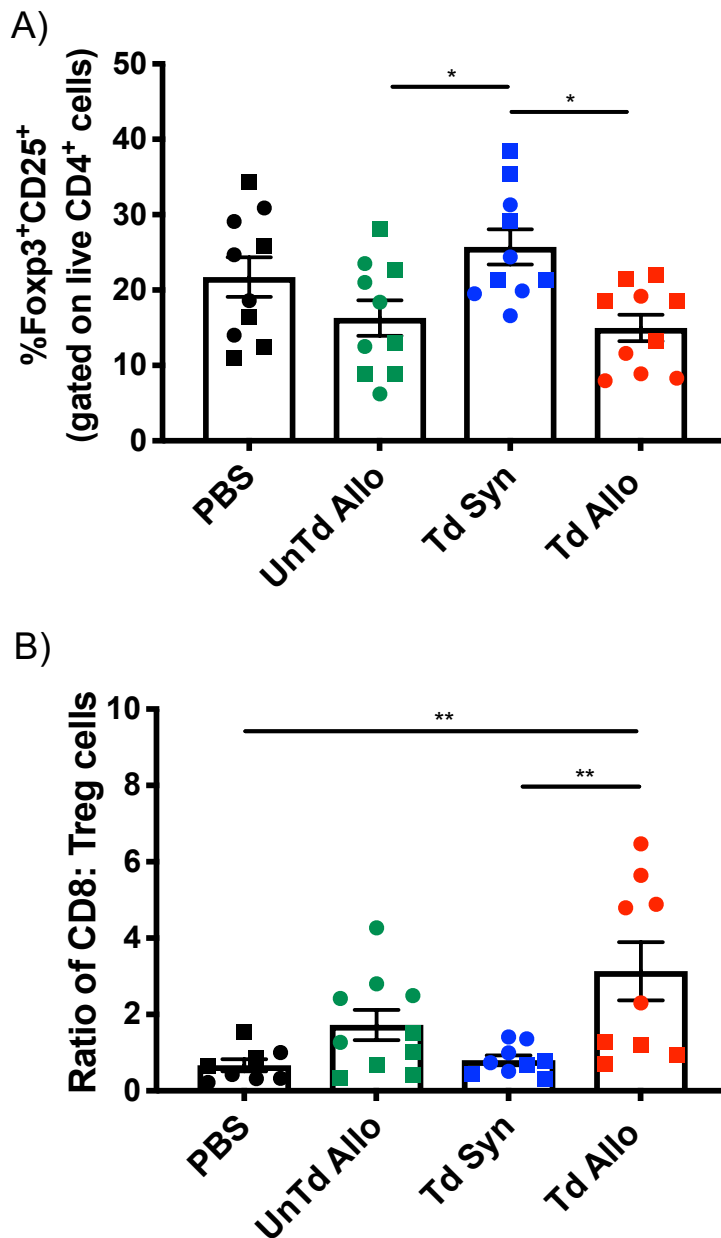 A)
%Foxp3⁺CD25⁺
(gated on live CD4⁺ cells)
50
40
30
20
10
0
*
*
PBS
UnTd Allo
Td Syn
Td Allo
B)
Ratio of CD8: Treg cells
10
8
6
4
2
0
**
**
PBS
UnTd Allo
Td Syn
Td Allo